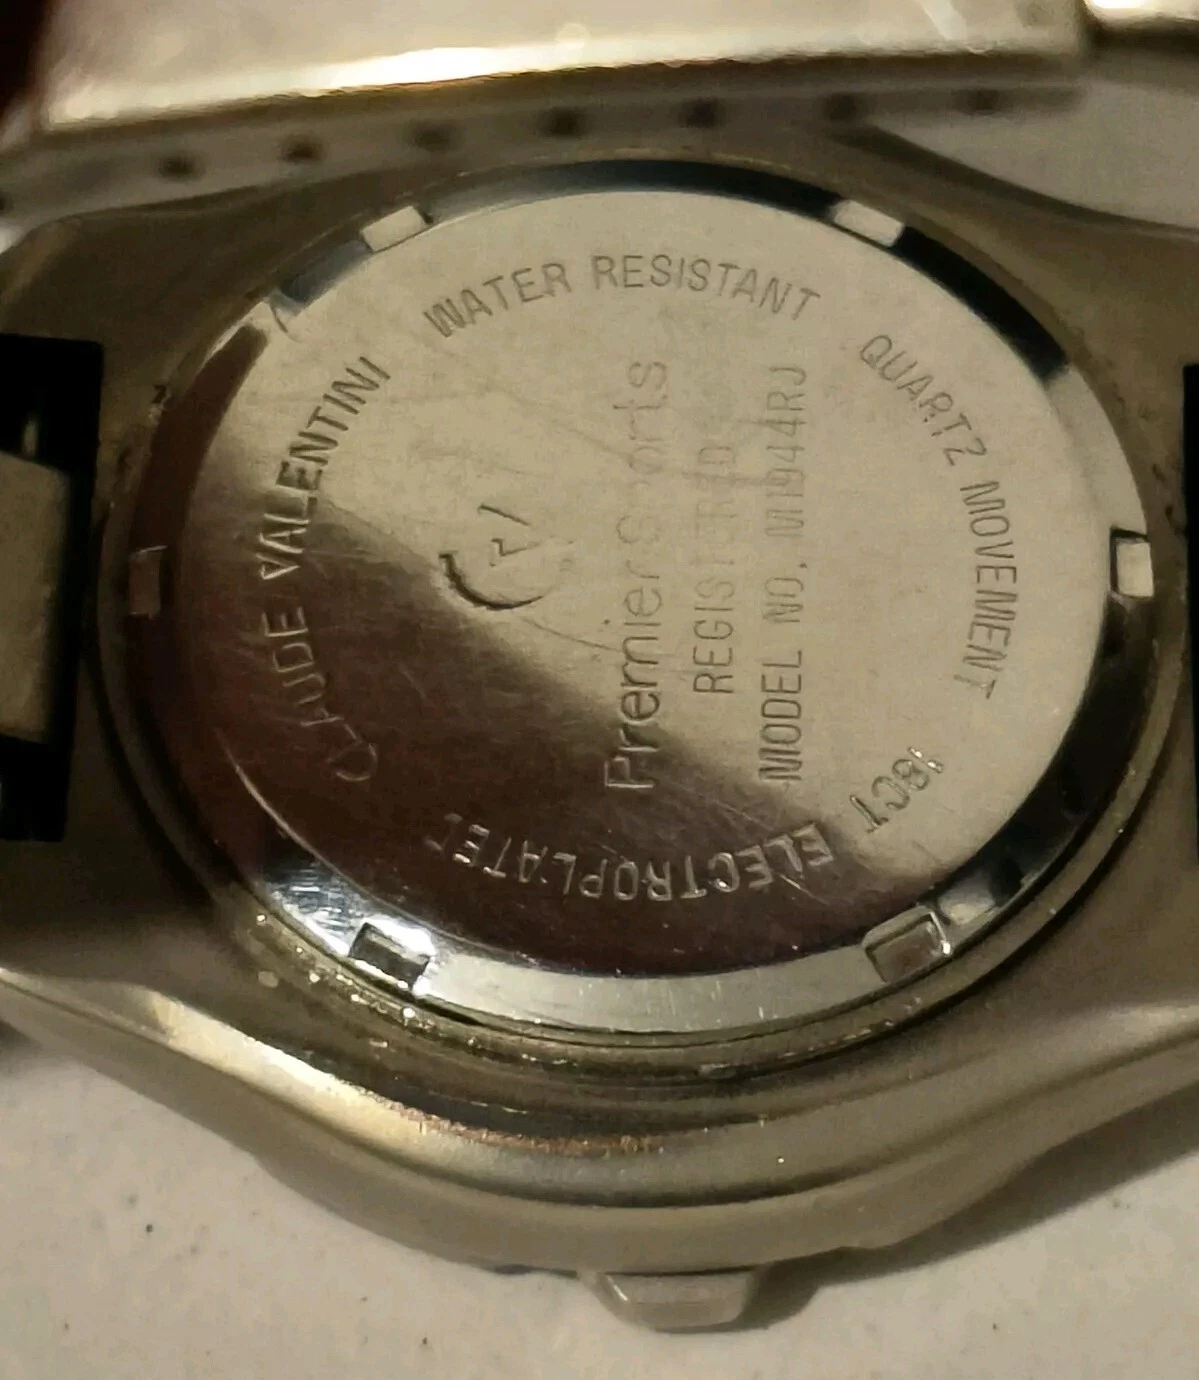 CLAUDE VALENTINI
WATER RESISTANT
QUARTZ MOVEMENT
18CT
ELECTROPLATED
Premier Sports
REGISTERED
MODEL NO. M1944RJ